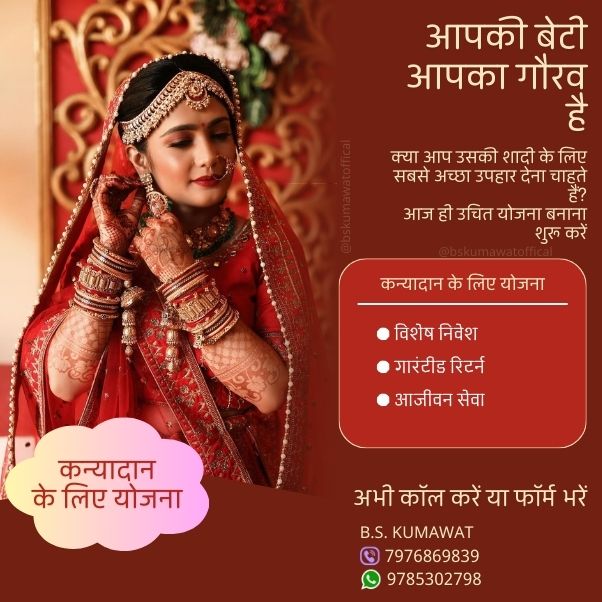 आपकी बेटी
आपका गौरव
है
क्या आप उसकी शादी के लिए
सबसे अच्छा उपहार देना चाहते
हैं?
आज ही उचित योजना बनाना
शुरू करें
@bskumawatoffical
@bskumawatoffical
कन्यादान के लिए योजना
विशेष निवेश
गारंटीड रिटर्न
आजीवन सेवा
कन्यादान
के लिए योजना
अभी कॉल करें या फॉर्म भरें
B.S. KUMAWAT
7976869839
9785302798